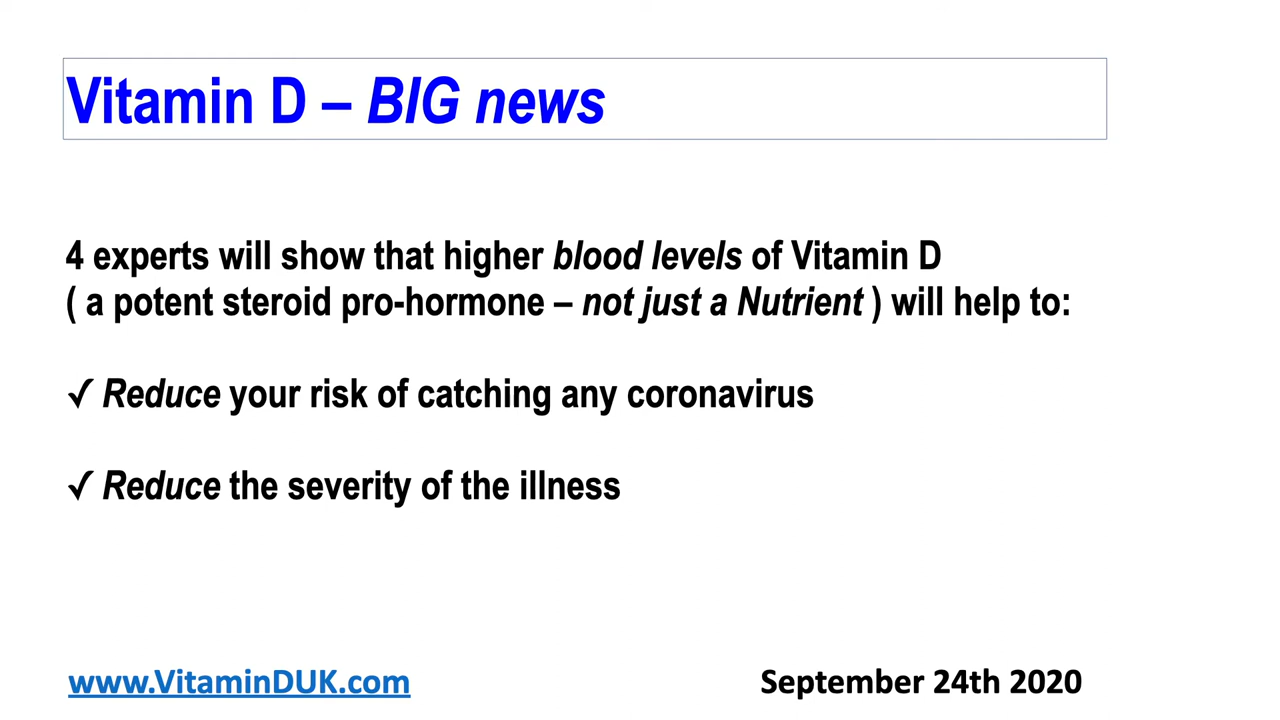 Vitamin D – BIG news
4 experts will show that higher blood levels of Vitamin D
( a potent steroid pro-hormone – not just a Nutrient ) will help to:
✓ Reduce your risk of catching any coronavirus
✓ Reduce the severity of the illness
www.VitaminDUK.com
September 24th 2020